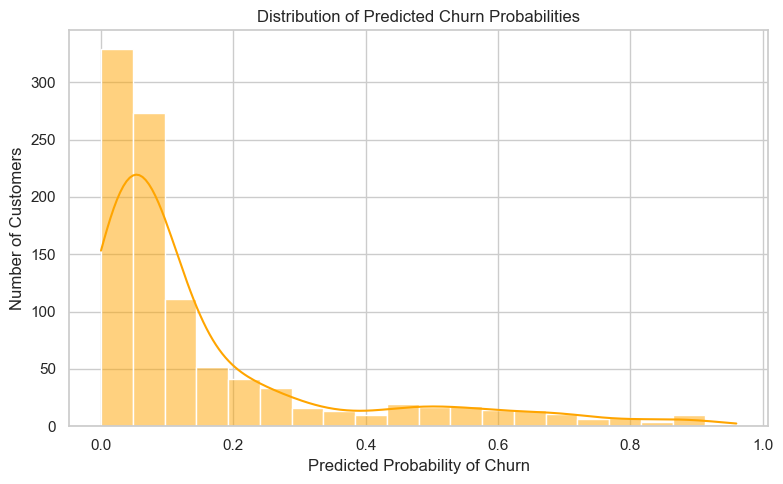 Distribution of Predicted Churn Probabilities
Number of Customers
300
250
200
150
100
50
0
0.0 0.2 0.4 0.6 0.8 1.0
Predicted Probability of Churn